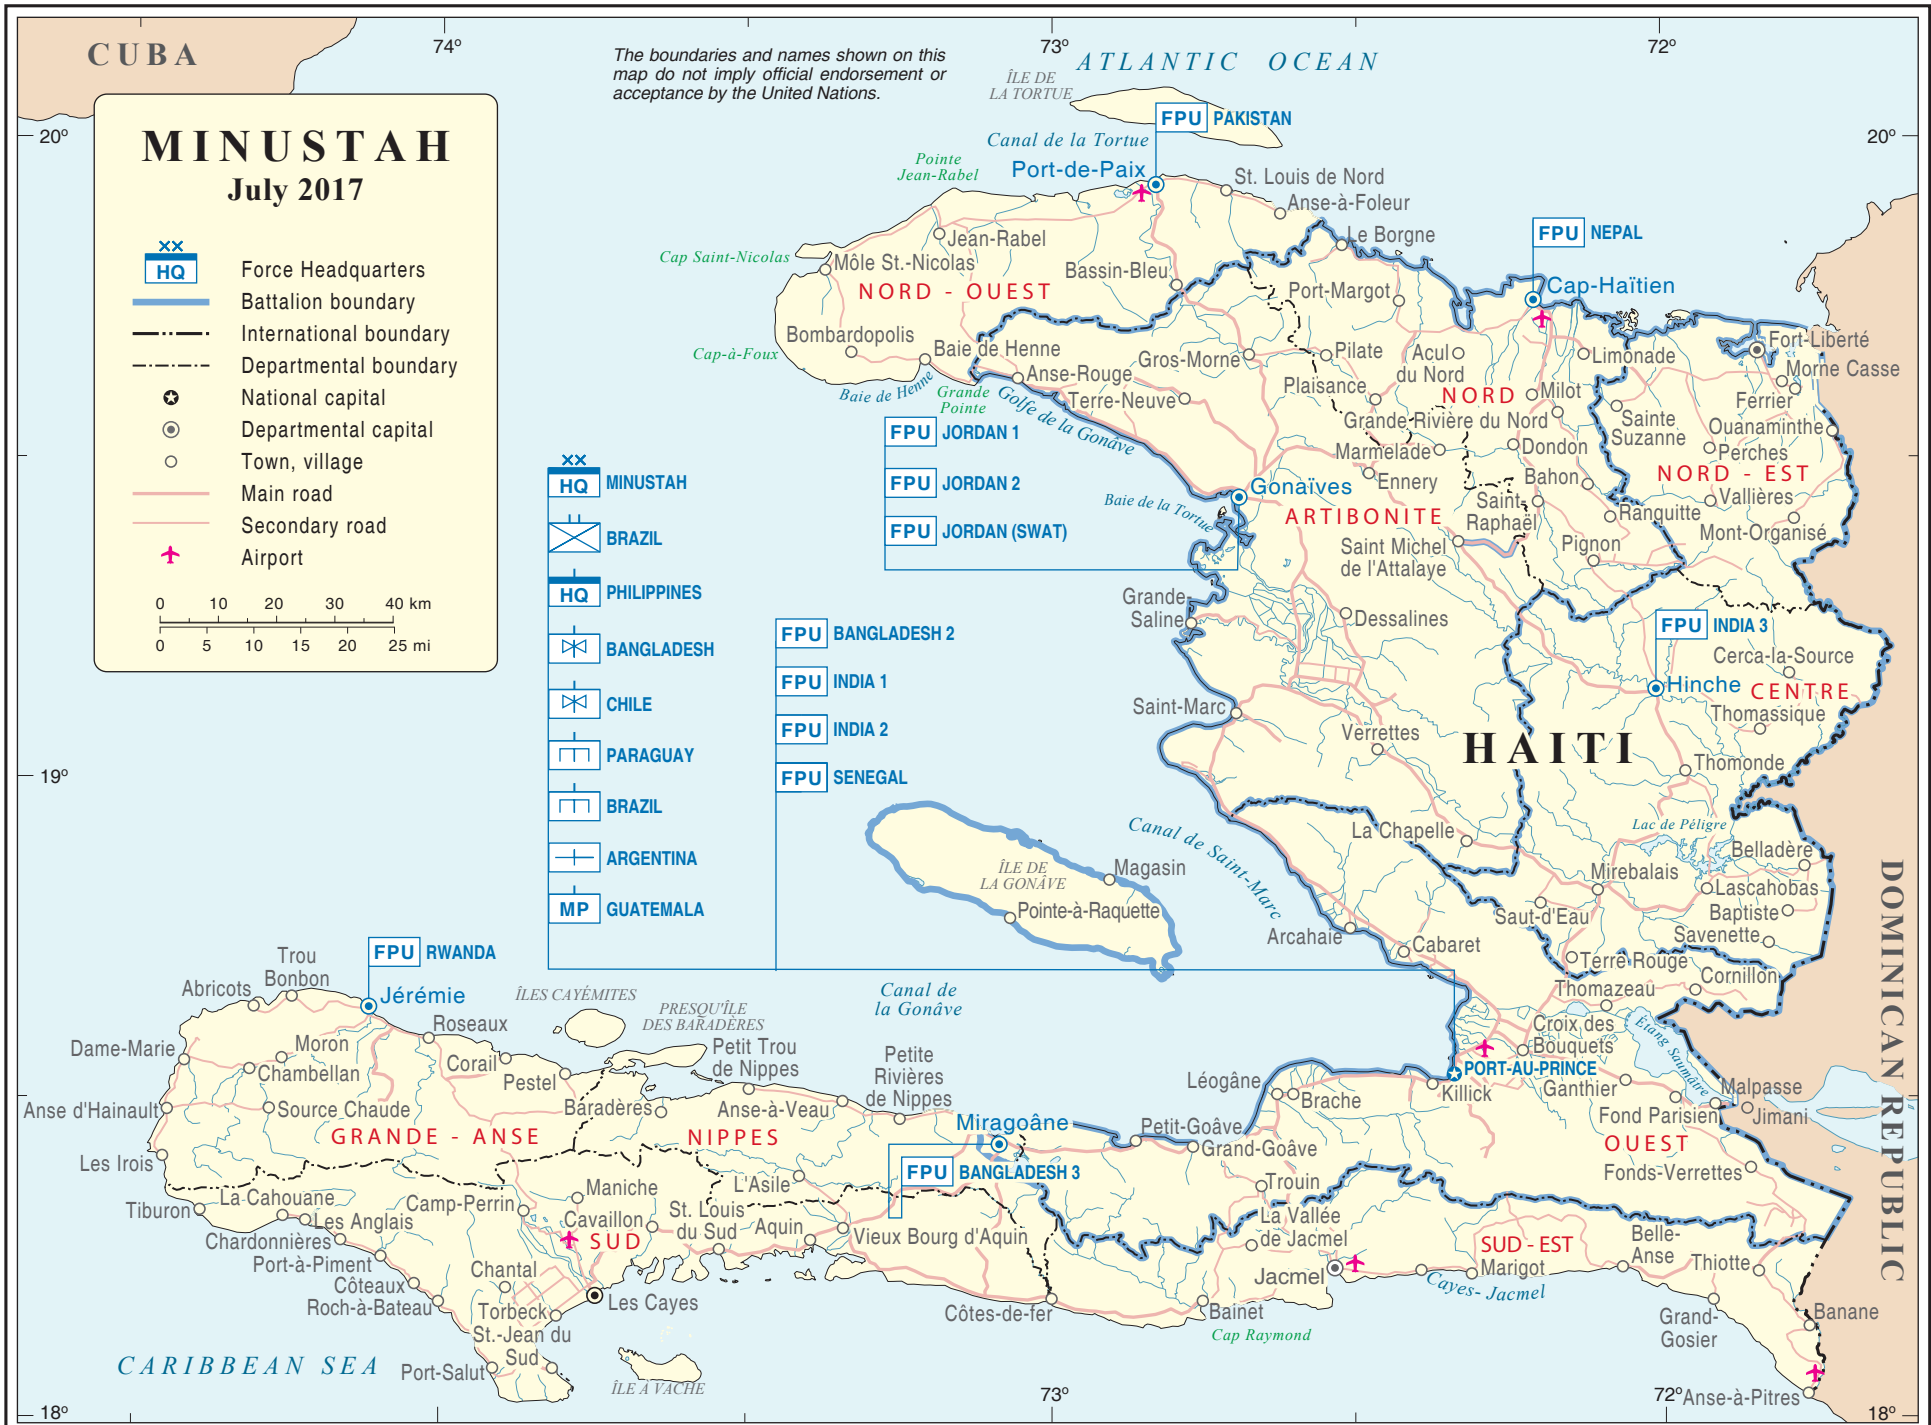 74º
73º
72º
CUBA
The boundaries and names shown on this
map do not imply official endorsement or
acceptance by the United Nations.
ATLANTIC OCEAN
ÎLE DE
LA TORTUE
20º
20º
MINUSTAH
July 2017
HQ
Force Headquarters
Battalion boundary
International boundary
Departmental boundary
National capital
Departmental capital
Town, village
Main road
Secondary road
Airport
0 10 20 30 40 km
0 5 10 15 20 25 mi
FPU PAKISTAN
Canal de la Tortue
Pointe
Jean-Rabel
Port-de-Paix
St. Louis de Nord
Anse-à-Foleur
Le Borgne
FPU NEPAL
Jean-Rabel
Cap Saint-Nicolas
Môle St.-Nicolas
Bassin-Bleu
NORD - OUEST
Port-Margot
Cap-Haïtien
Bombardopolis
Cap-à-Foux
Baie de Henne
Baie de Henne
Grande
Pointe
Anse-Rouge
Gros-Morne
Terre-Neuve
Golfe de la Gonâve
Pilate
Plaisance
Acul
du Nord
Limonade
Fort-Liberté
Morne Casse
Ferrier
NORD
Milot
Grande Rivière du Nord
Sainte
Suzanne
Ouanaminthe
Perches
NORD - EST
Marmelade
Dondon
Ennery
Bahon
Saint-
Raphaël
Ranquitte
Vallières
Mont-Organisé
Pignon
FPU JORDAN 1
FPU JORDAN 2
FPU JORDAN (SWAT)
Baie de la Tortue
Gonaïves
ARTIBONITE
Saint Michel
de l'Attalaye
HQ MINUSTAH
BRAZIL
HQ PHILIPPINES
BANGLADESH
CHILE
PARAGUAY
BRAZIL
ARGENTINA
MP GUATEMALA
FPU BANGLADESH 2
FPU INDIA 1
FPU INDIA 2
FPU SENEGAL
Grande-
Saline
Dessalines
FPU INDIA 3
Cerca-la-Source
Hinche
CENTRE
Thomassique
Saint-Marc
Verrettes
HAITI
Thomonde
19º
Lac de Péligre
La Chapelle
Canal de Saint-Marc
ÎLE DE
LA GONÂVE
Magasin
Pointe-à-Raquette
Belladère
Mirebalais
Lascahobas
Baptiste
Saut-d'Eau
Savenette
Arcahaie
Cabaret
Terre Rouge
Cornillon
Thomazeau
DOMINICAN REPUBLIC
FPU RWANDA
Trou
Bonbon
Abricots
Jérémie
ÎLES CAYÉMITES
PRESQU'ÎLE
DES BARADÈRES
Canal de
la Gonâve
Croix des
Bouquets
Étang Saumâtre
Roseaux
Dame-Marie
Moron
Chambellan
Corail
Pestel
Petit Trou
de Nippes
Petite
Rivières
de Nippes
Léogâne
PORT-AU-PRINCE
Killick
Ganthier
Malpasse
Fond Parisien
Jimani
Anse d'Hainault
Source Chaude
Baradères
Anse-à-Veau
Brache
GRANDE - ANSE
NIPPES
Miragoâne
Petit-Goâve
Grand-Goâve
OUEST
Les Irois
FPU BANGLADESH 3
Fonds-Verrettes
L'Asile
Trouin
Tiburon
La Cahouane
Les Anglais
Camp-Perrin
Maniche
Cavaillon
SUD
St. Louis
du Sud
Aquin
Vieux Bourg d'Aquin
La Vallée
de Jacmel
Chardonnières
Port-à-Piment
Côteaux
Roch-à-Bateau
Chantal
Torbeck
Les Cayes
Jacmel
SUD - EST
Marigot
Belle-
Anse
Thiotte
Cayes- Jacmel
Côtes-de-fer
Bainet
Cap Raymond
Grand-
Gosier
Banane
St.-Jean du
Sud
Port-Salut
ÎLE À VACHE
CARIBBEAN SEA
Anse-à-Pitres
73º
72º
18º
18º